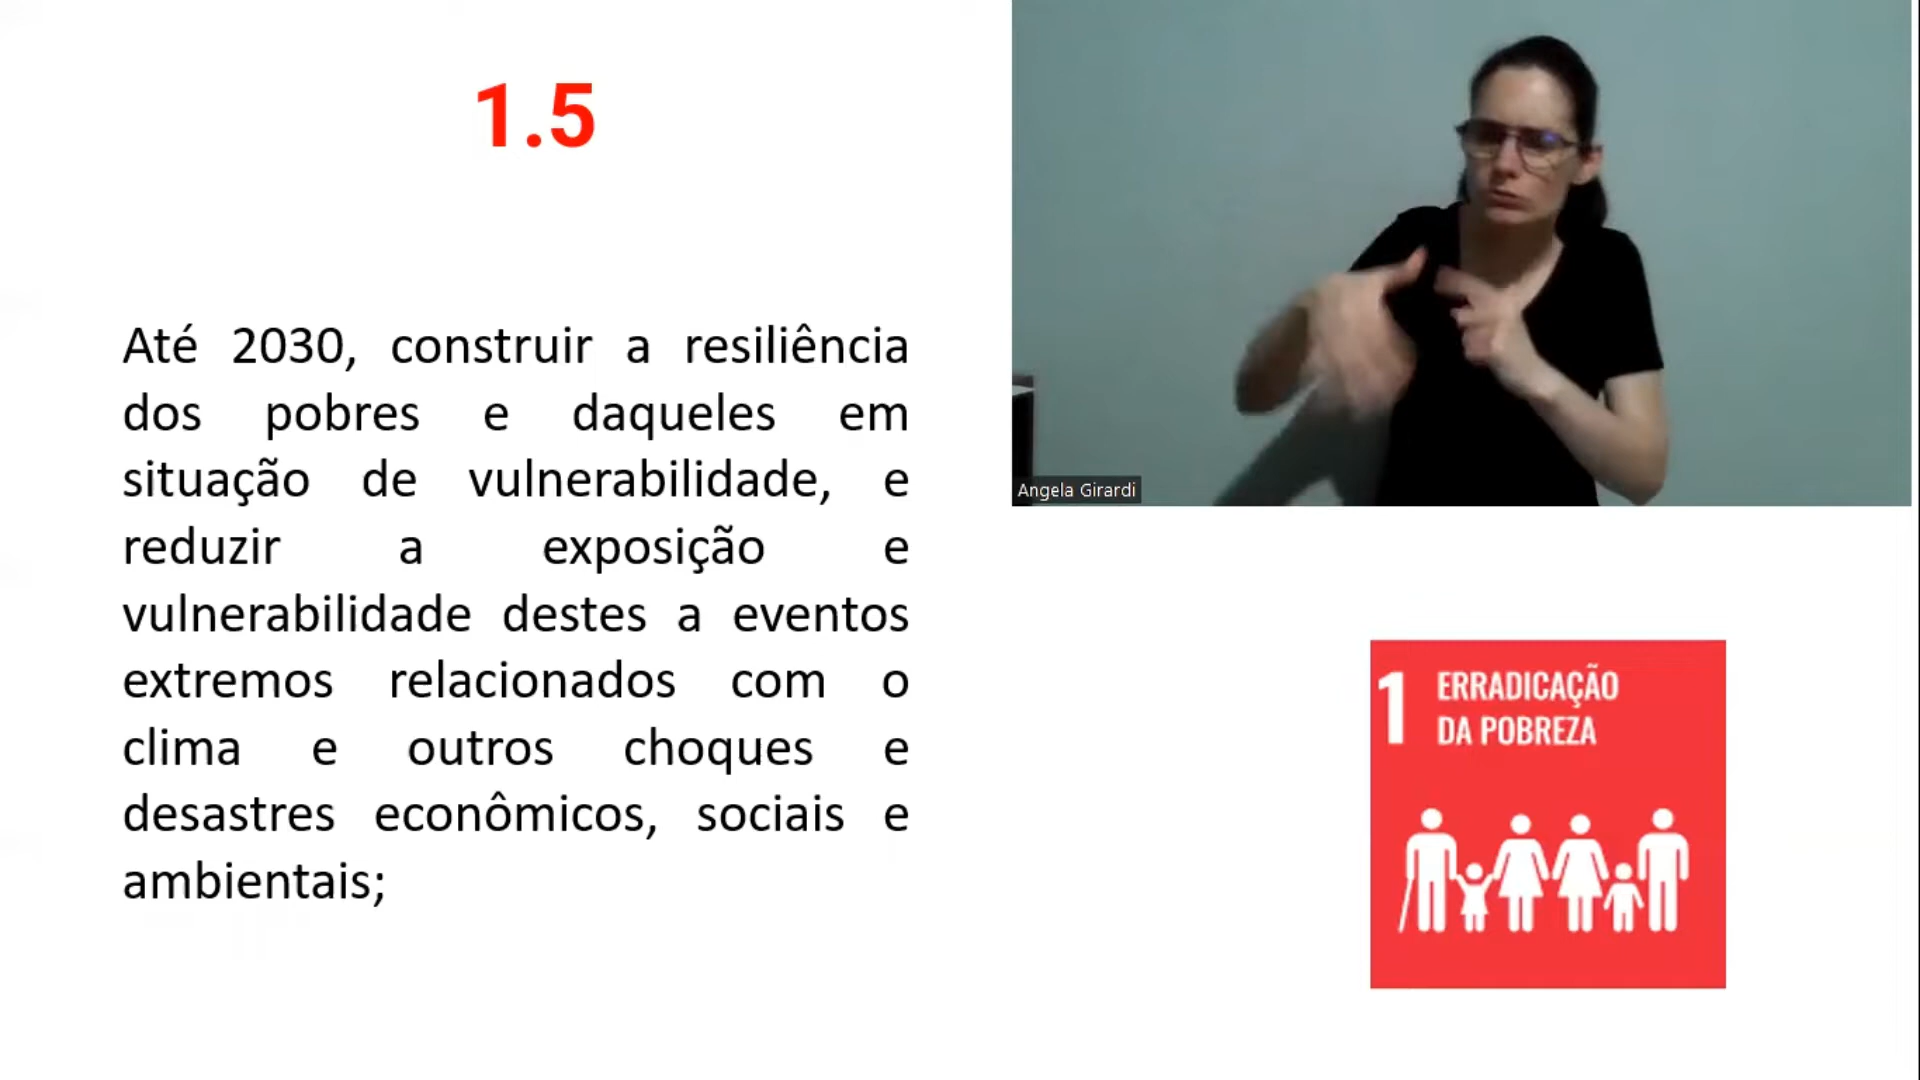 1.5
Até 2030, construir a resiliência
dos pobres e daqueles em
situação de vulnerabilidade, e
reduzir a exposição e
vulnerabilidade destes a eventos
extremos relacionados com o
clima e outros choques e
desastres econômicos, sociais e
ambientais;
Angela Girardi
1 ERRADICAÇÃO
DA POBREZA